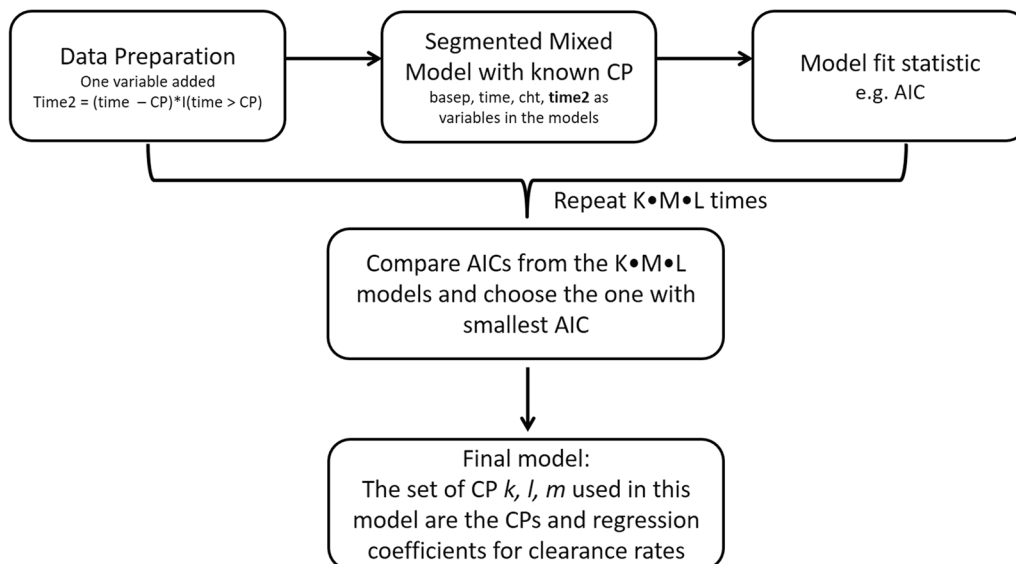 Data Preparation
One variable added
Time2 = (time − CP)*I(time > CP)
Segmented Mixed
Model with known CP
basep, time, cht, time2 as
variables in the models
Model fit statistic
e.g. AIC
Repeat K•M•L times
Compare AICs from the K•M•L
models and choose the one with
smallest AIC
Final model:
The set of CP k, l, m used in this
model are the CPs and regression
coefficients for clearance rates